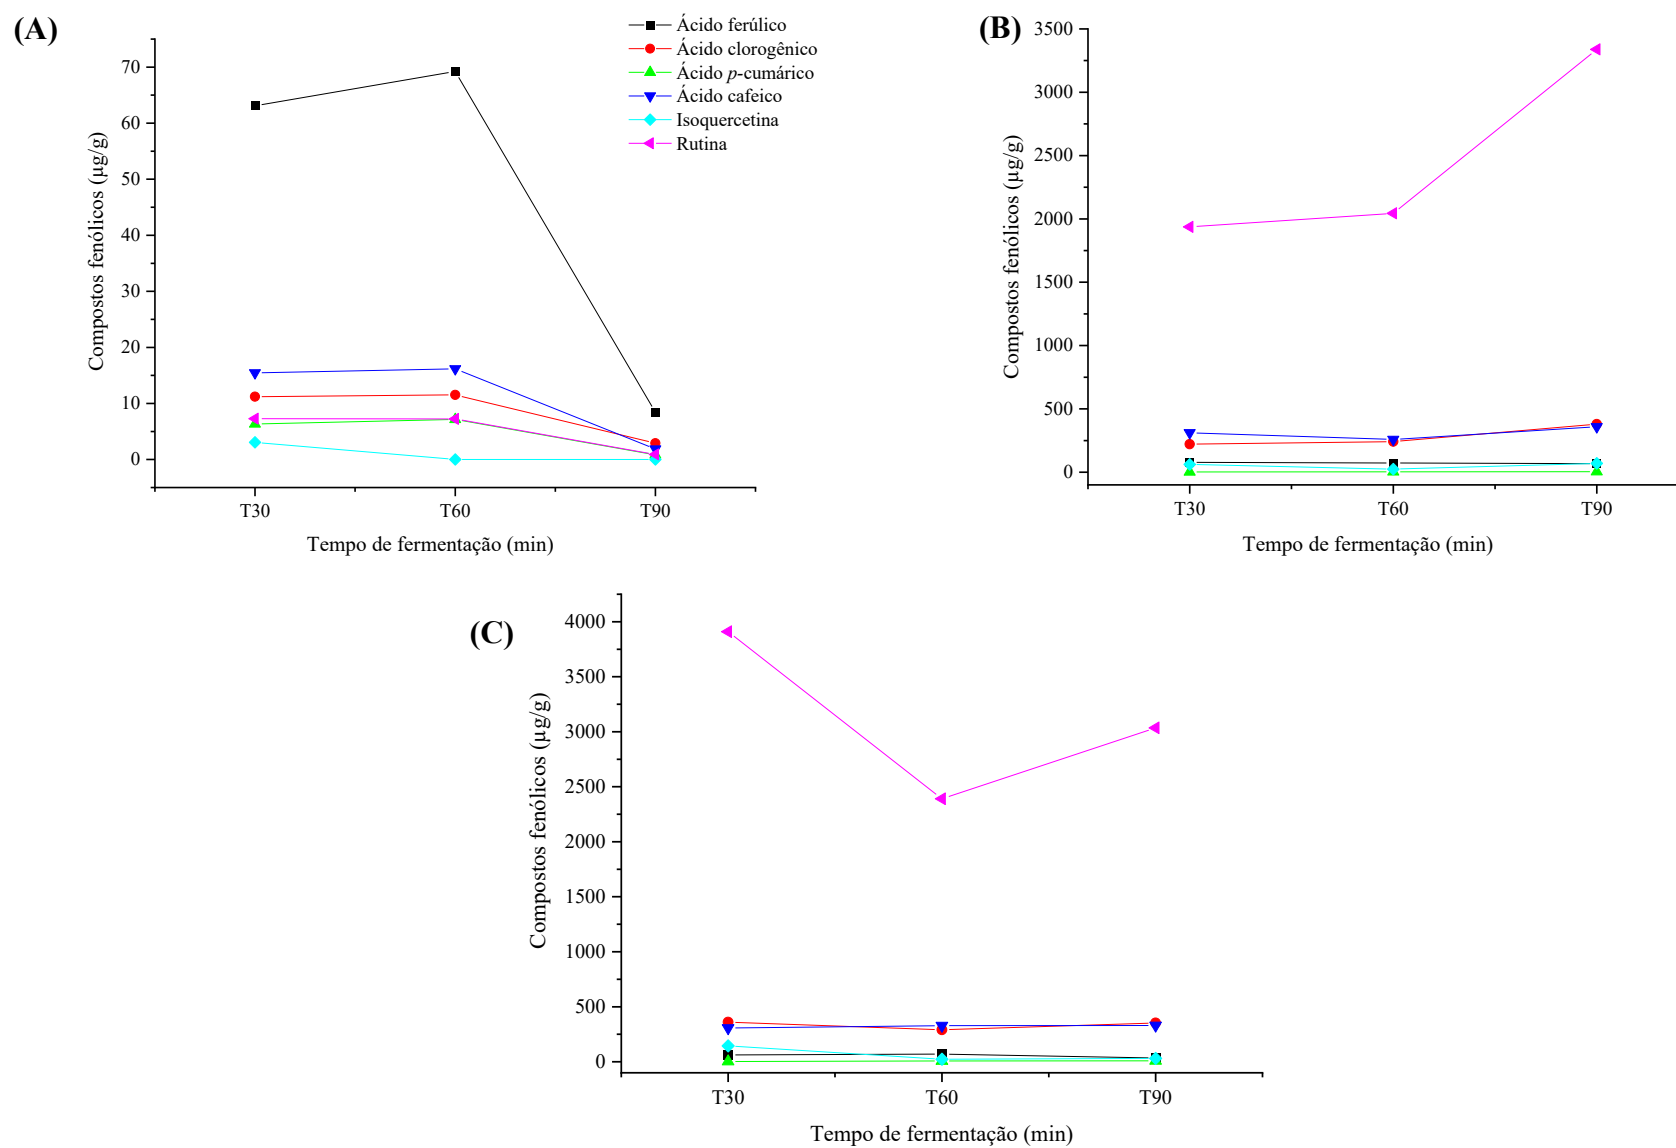 (A)
Ácido ferúlico
Ácido clorogênico
Ácido p-cumárico
Ácido cafeico
Isoquercetina
Rutina
Compostos fenólicos (µg/g)
70
60
50
40
30
20
10
0
T30 T60 T90
Tempo de fermentação (min)
(B)
Compostos fenólicos (µg/g)
3500
3000
2500
2000
1500
1000
500
0
T30 T60 T90
Tempo de fermentação (min)
(C)
Compostos fenólicos (µg/g)
4000
3500
3000
2500
2000
1500
1000
500
0
T30 T60 T90
Tempo de fermentação (min)